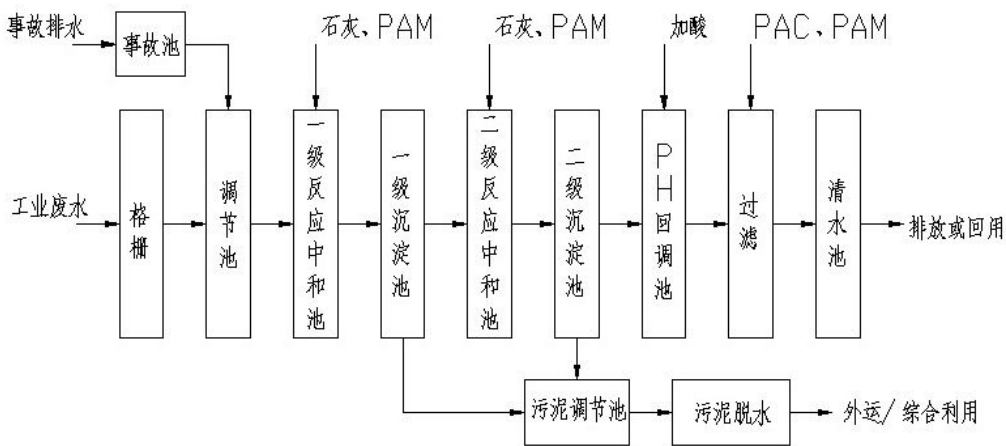 事故排水
事故池
石灰、PAM
石灰、PAM
加酸
PAC、PAM
工业废水
格栅
调节池
一级反应中和池
一级沉淀池
二级反应中和池
二级沉淀池
PH回调池
过滤
清水池
排放或回用
污泥调节池
污泥脱水
外运/综合利用